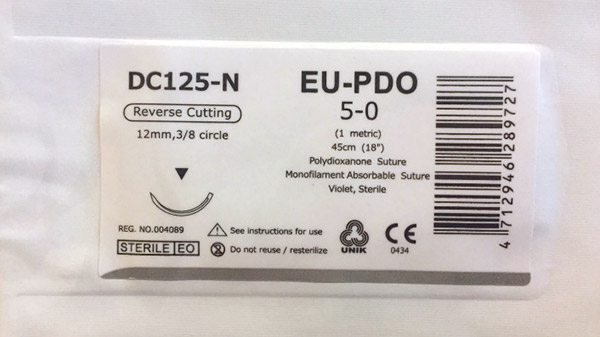 DC125-N
Reverse Cutting
12mm,3/8 circle
REG. NO.004089
STERILE EO
See instructions for use
Do not reuse / resterilize
EU-PDO
5-0
(1 metric)
45cm (18")
Polydioxanone Suture
Monofilament Absorbable Suture
Violet, Sterile
UNIK
CE
0434
4 712946 289727